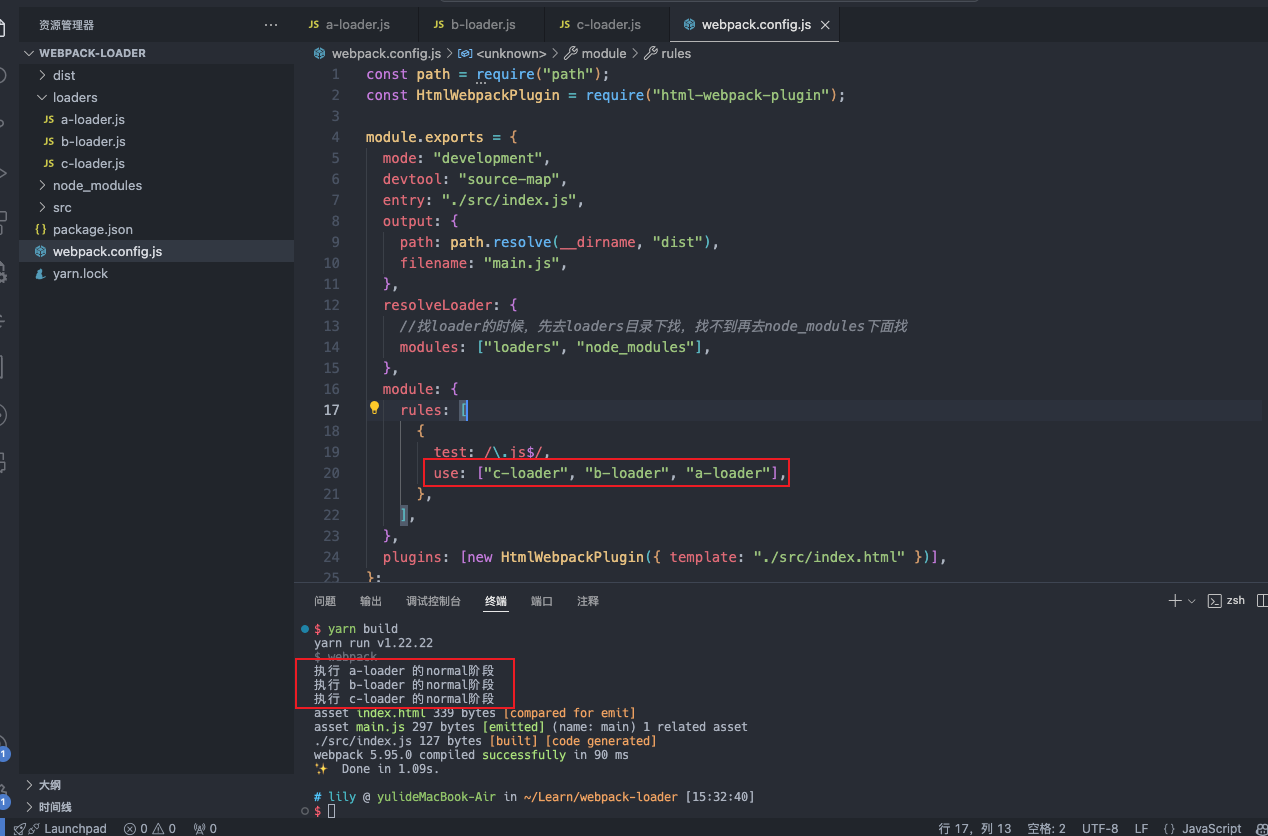 资源管理器 ···
WEBPACK-LOADER
dist
loaders
JS a-loader.js
JS b-loader.js
JS c-loader.js
node_modules
src
{} package.json
webpack.config.js
yarn.lock
大纲
时间线
JS a-loader.js JS b-loader.js JS c-loader.js webpack.config.js
webpack.config.js > <unknown> > module > rules
1 const path = require("path");
2 const HtmlWebpackPlugin = require("html-webpack-plugin");
3
4 module.exports = {
5 mode: "development",
6 devtool: "source-map",
7 entry: "./src/index.js",
8 output: {
9 path: path.resolve(__dirname, "dist"),
10 filename: "main.js",
11 },
12 resolveLoader: {
13 //找loader的时候，先去loaders目录下找，找不到再去node_modules下面找
14 modules: ["loaders", "node_modules"],
15 },
16 module: {
17 rules: [
18 {
19 test: /\.js$/,
20 use: ["c-loader", "b-loader", "a-loader"],
21 },
22 ],
23 },
24 plugins: [new HtmlWebpackPlugin({ template: "./src/index.html" })],
25 };
问题 输出 调试控制台 终端 端口 注释 zsh
$ yarn build
yarn run v1.22.22
$ webpack
执行 a-loader 的normal阶段
执行 b-loader 的normal阶段
执行 c-loader 的normal阶段
asset index.html 339 bytes [compared for emit]
asset main.js 297 bytes [emitted] (name: main) 1 related asset
./src/index.js 127 bytes [built] [code generated]
webpack 5.95.0 compiled successfully in 90 ms
✨ Done in 1.09s.
# lily @ yulideMacBook-Air in ~/Learn/webpack-loader [15:32:40]
$
1
1
Launchpad 0 0 0 行 17，列 13 空格: 2 UTF-8 LF {} JavaScript